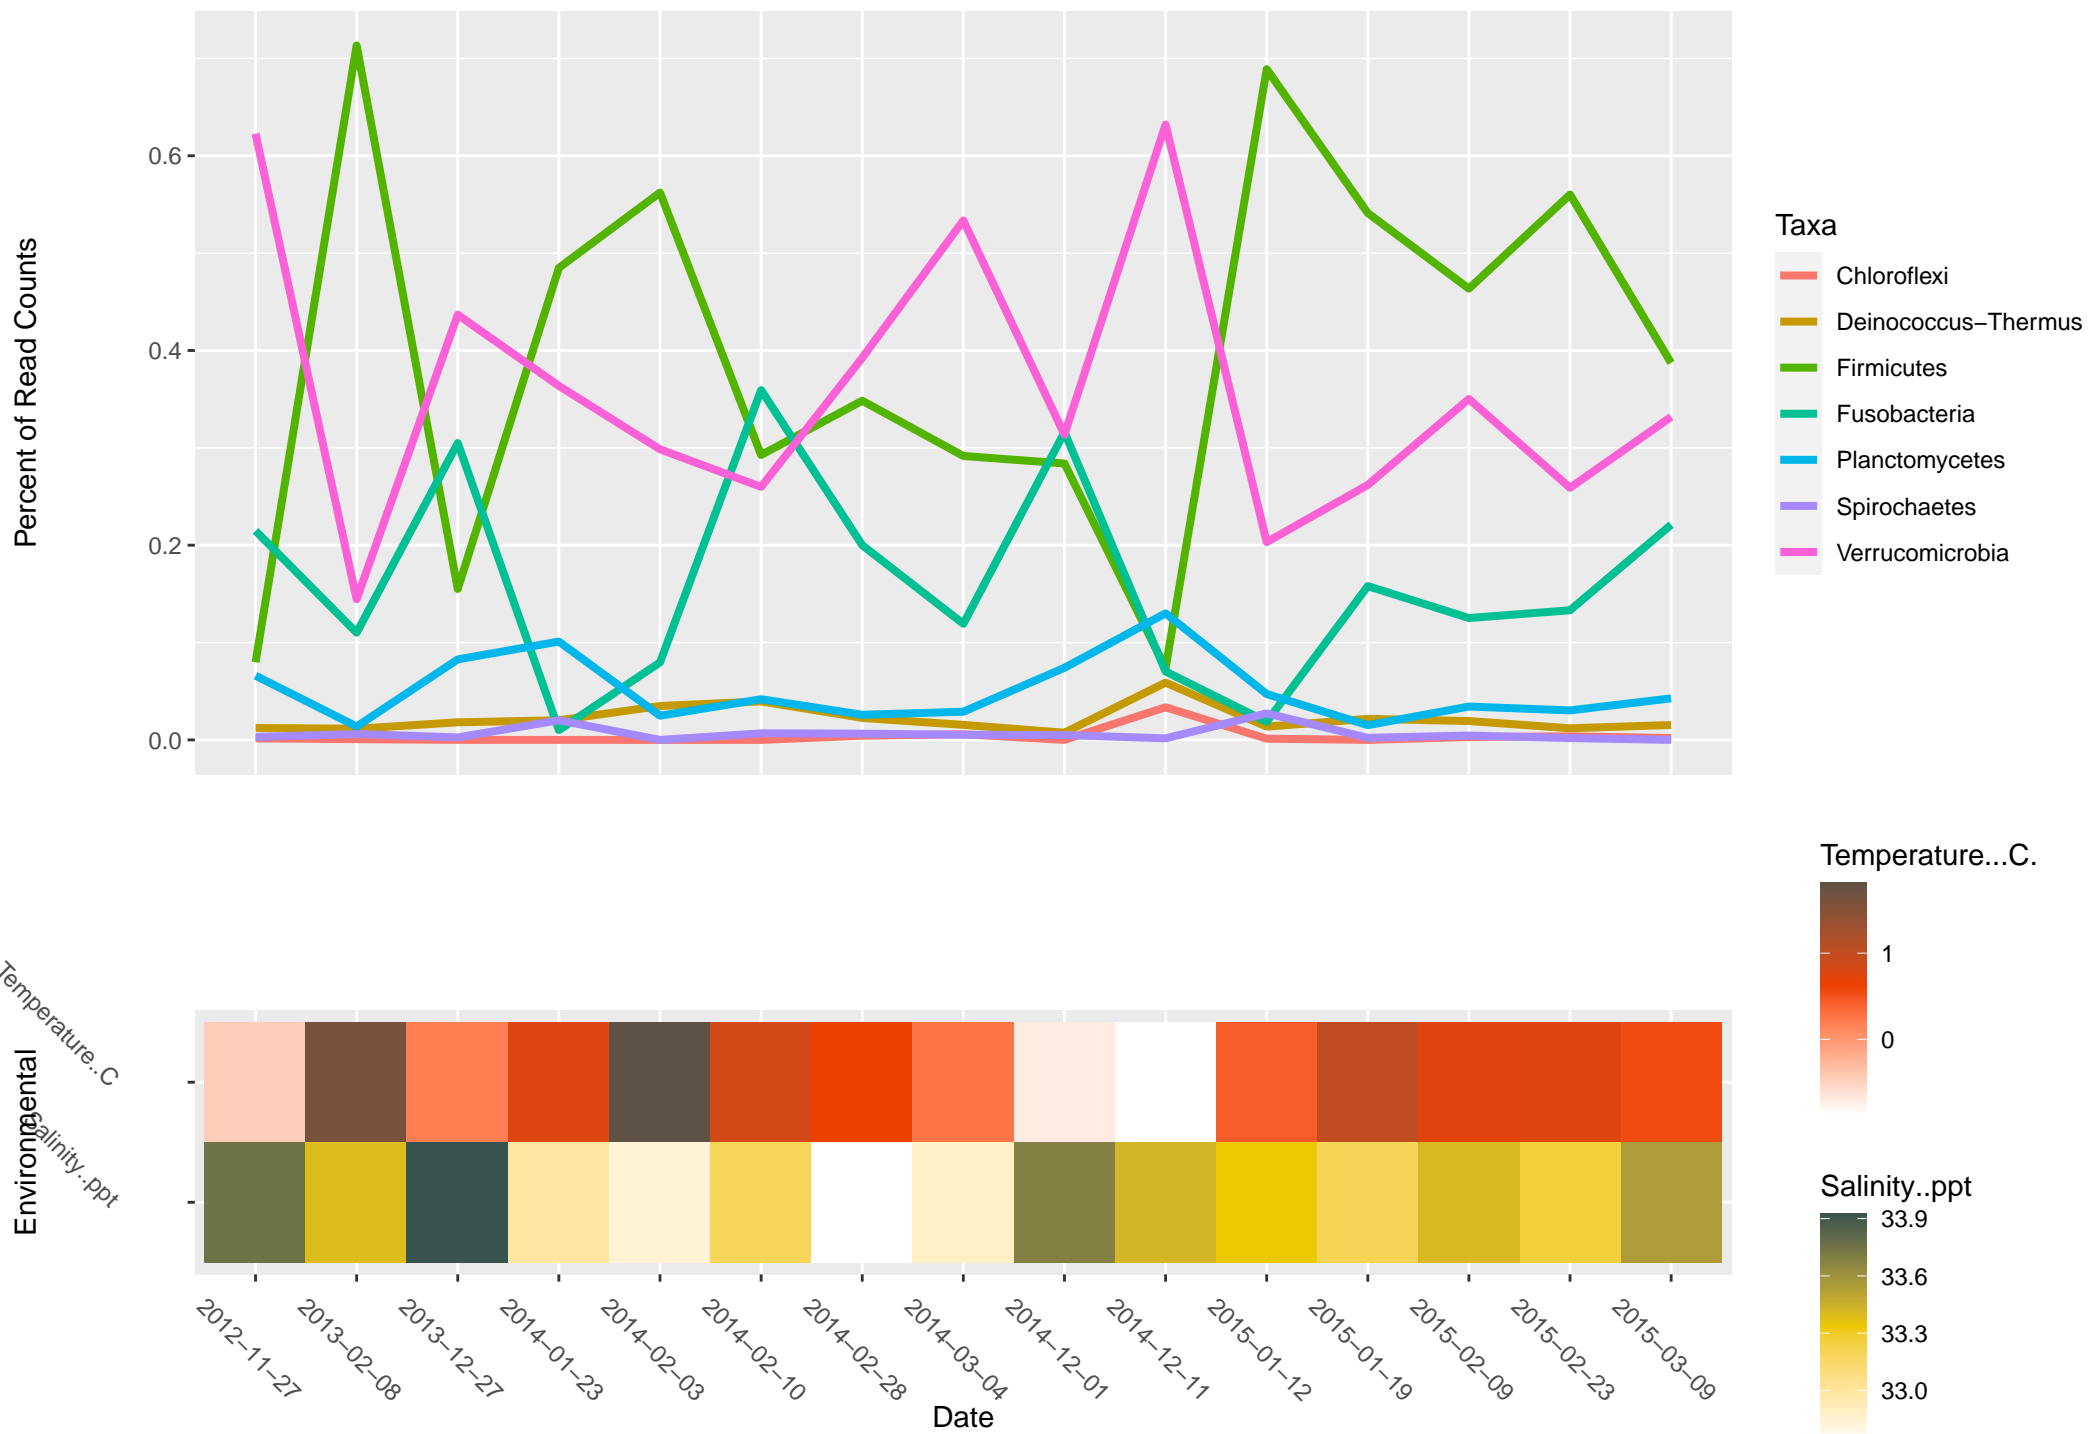 Percent of Read Counts
0.6
0.4
0.2
0.0
Taxa
Chloroflexi
Deinococcus−Thermus
Firmicutes
Fusobacteria
Planctomycetes
Spirochaetes
Verrucomicrobia
Temperature...C.
1
0
Environmental
Temperature..C
Salinity..ppt
Salinity..ppt
33.9
33.6
33.3
33.0
2012−11−27
2013−02−08
2013−12−27
2014−01−23
2014−02−03
2014−02−10
2014−02−28
2014−03−04
2014−12−01
2014−12−11
2015−01−12
2015−01−19
2015−02−09
2015−02−23
2015−03−09
Date